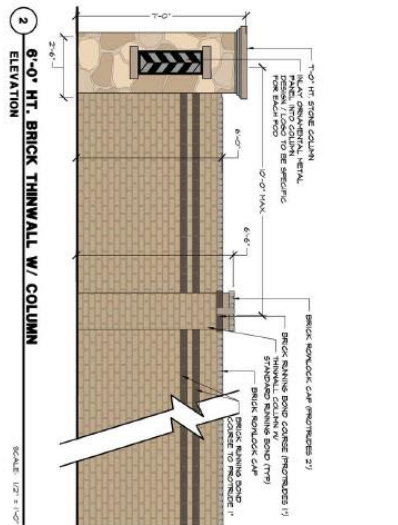 7'-0" HT. STONE COLUMN
INLAY ORNAMENTAL METAL
PANEL INTO COLUMN
DESIGN / LOGO TO BE SPECIFIC
FOR EACH POD
10'-0" MAX.
7'-0"
2'-6"
6'-0"
6'-6"
BRICK ROWLOCK CAP (PROTRUDES 2")
BRICK RUNNING BOND COURSE (PROTRUDES 1")
THINWALL COLUMN W/
STANDARD RUNNING BOND (TYP)
BRICK ROWLOCK CAP
BRICK RUNNING BOND
COURSE TO PROTRUDE 1"
2
6'-0" HT. BRICK THINWALL W/ COLUMN
ELEVATION
SCALE: 1/2" = 1'-0"